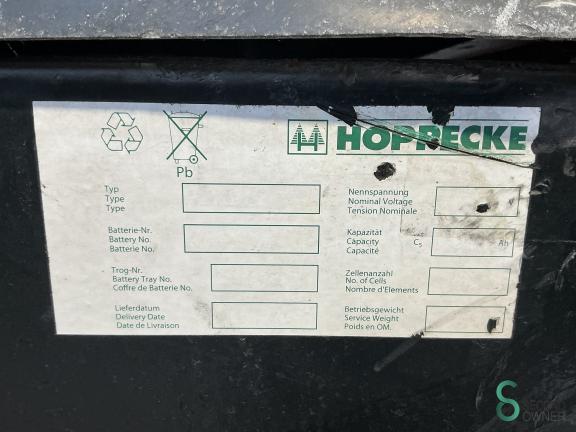 Pb
HOPPECKE
Typ
Type
Type
Nennspannung
Nominal Voltage
Tension Nominale
Batterie-Nr.
Battery No.
Batterie No.
Kapazität
Capacity C5 Ah
Capacité
Trog-Nr.
Battery Tray No.
Coffre de Batterie No.
Zellenanzahl
No. of Cells
Nombre d'Elements
Lieferdatum
Delivery Date
Date de Livraison
Betriebsgewicht
Service Weight
Poids en OM.
SECOND
OWNER